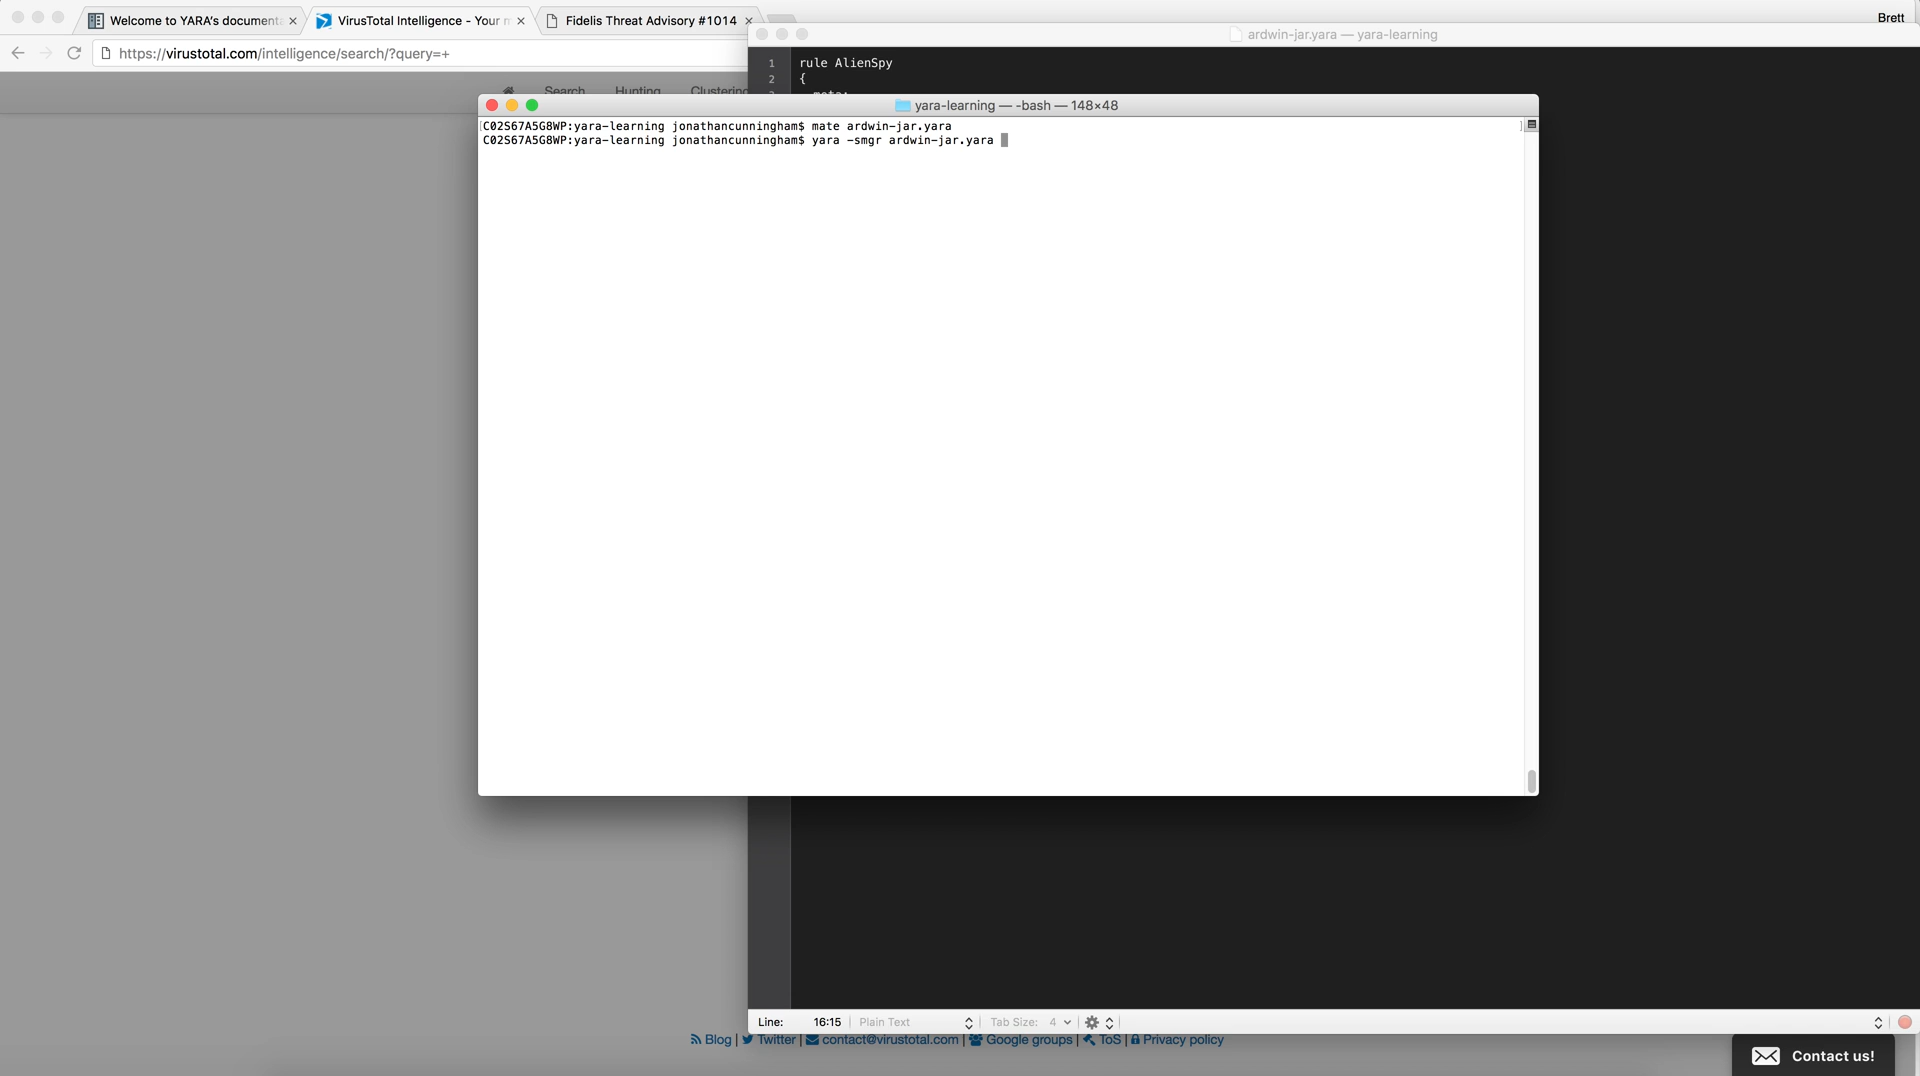 Welcome to YARA's documenta
VirusTotal Intelligence - Your m
Fidelis Threat Advisory #1014
Brett
https://virustotal.com/intelligence/search/?query=+
ardwin-jar.yara — yara-learning
Search Hunting Clustering
1 rule AlienSpy
2 {
meta:
yara-learning — -bash — 148×48
C02S67A5G8WP:yara-learning jonathancunningham$ mate ardwin-jar.yara
C02S67A5G8WP:yara-learning jonathancunningham$ yara -smgr ardwin-jar.yara
Line: 16:15 Plain Text Tab Size: 4
Blog | Twitter | contact@virustotal.com | Google groups | ToS | Privacy policy
Contact us!